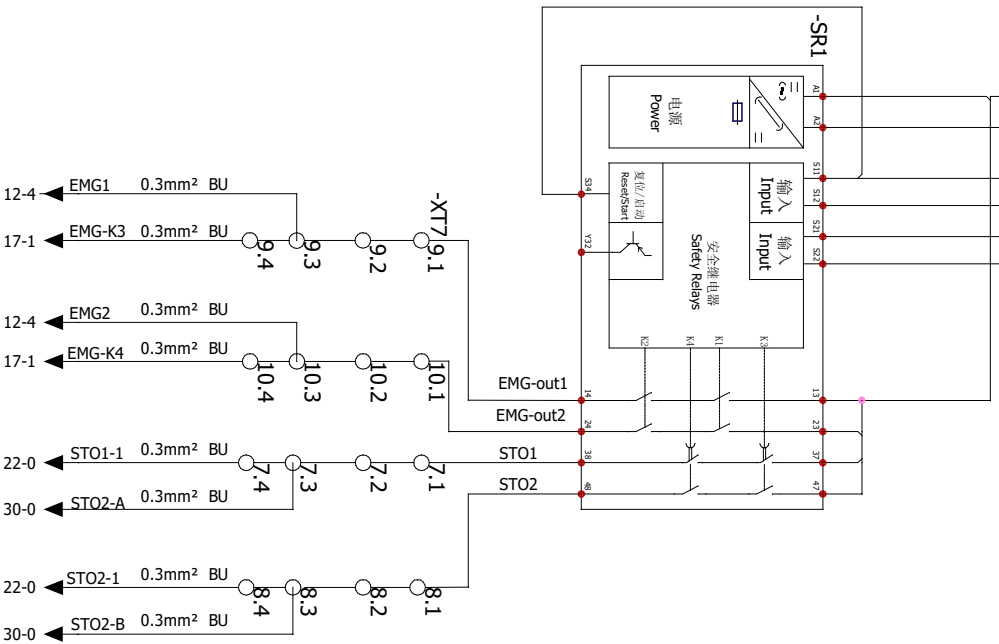 -SR1
电源
Power
A1
A2
S11
S12
S21
S22
S34
Y32
复位/启动
Reset/Start
输入
Input
输入
Input
安全继电器
Safety Relays
K2
K4
K1
K3
12-4 EMG1 0.3mm² BU
17-1 EMG-K3 0.3mm² BU
-XT7
9.4
9.3
9.2
9.1
12-4 EMG2 0.3mm² BU
17-1 EMG-K4 0.3mm² BU
10.4
10.3
10.2
10.1
EMG-out1
14
13
EMG-out2
24
23
22-0 STO1-1 0.3mm² BU
7.4
7.3
7.2
7.1
STO1
38
37
30-0 STO2-A 0.3mm² BU
STO2
48
47
22-0 STO2-1 0.3mm² BU
8.4
8.3
8.2
8.1
30-0 STO2-B 0.3mm² BU